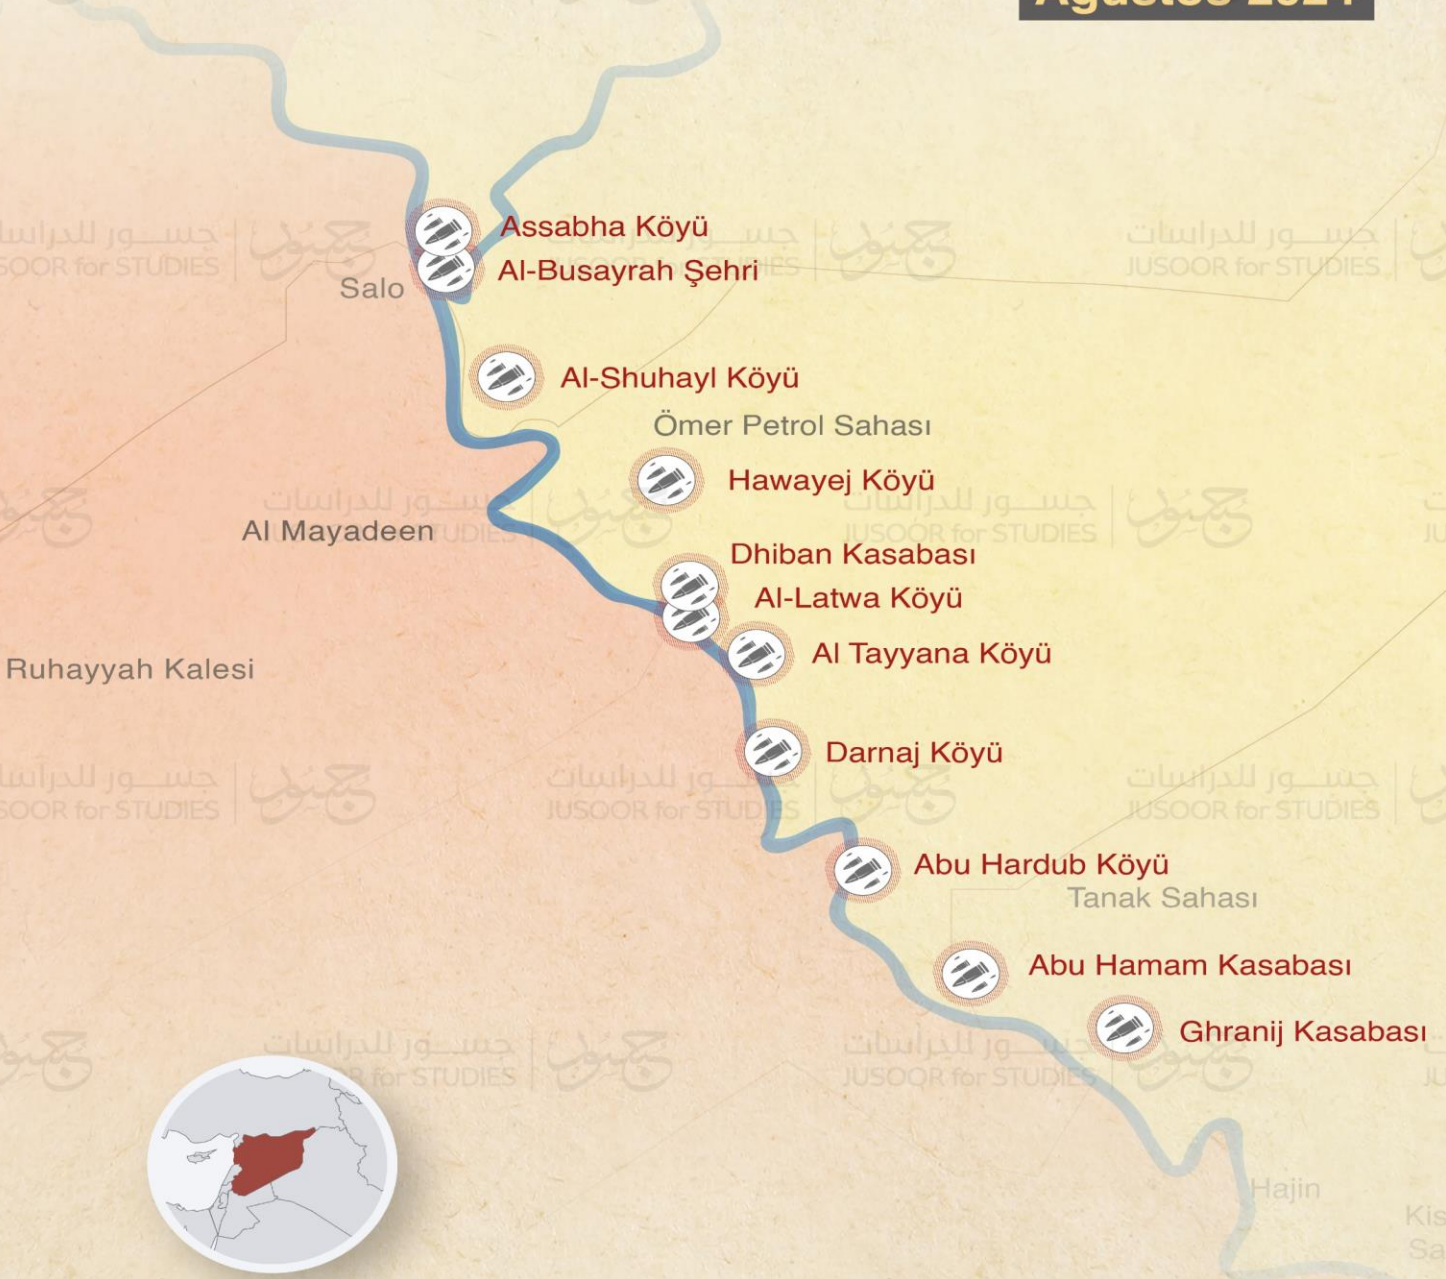 Ağustos 2024
Assabha Köyü
Al-Busayrah Şehri
Salo
Al-Shuhayl Köyü
Ömer Petrol Sahası
Hawayej Köyü
Al Mayadeen
Dhiban Kasabası
Al-Latwa Köyü
Al Tayyana Köyü
Ruhayyah Kalesi
Darnaj Köyü
Abu Hardub Köyü
Tanak Sahası
Abu Hamam Kasabası
Ghranij Kasabası
Hajin
جسور للدراسات
JUSOOR for STUDIES